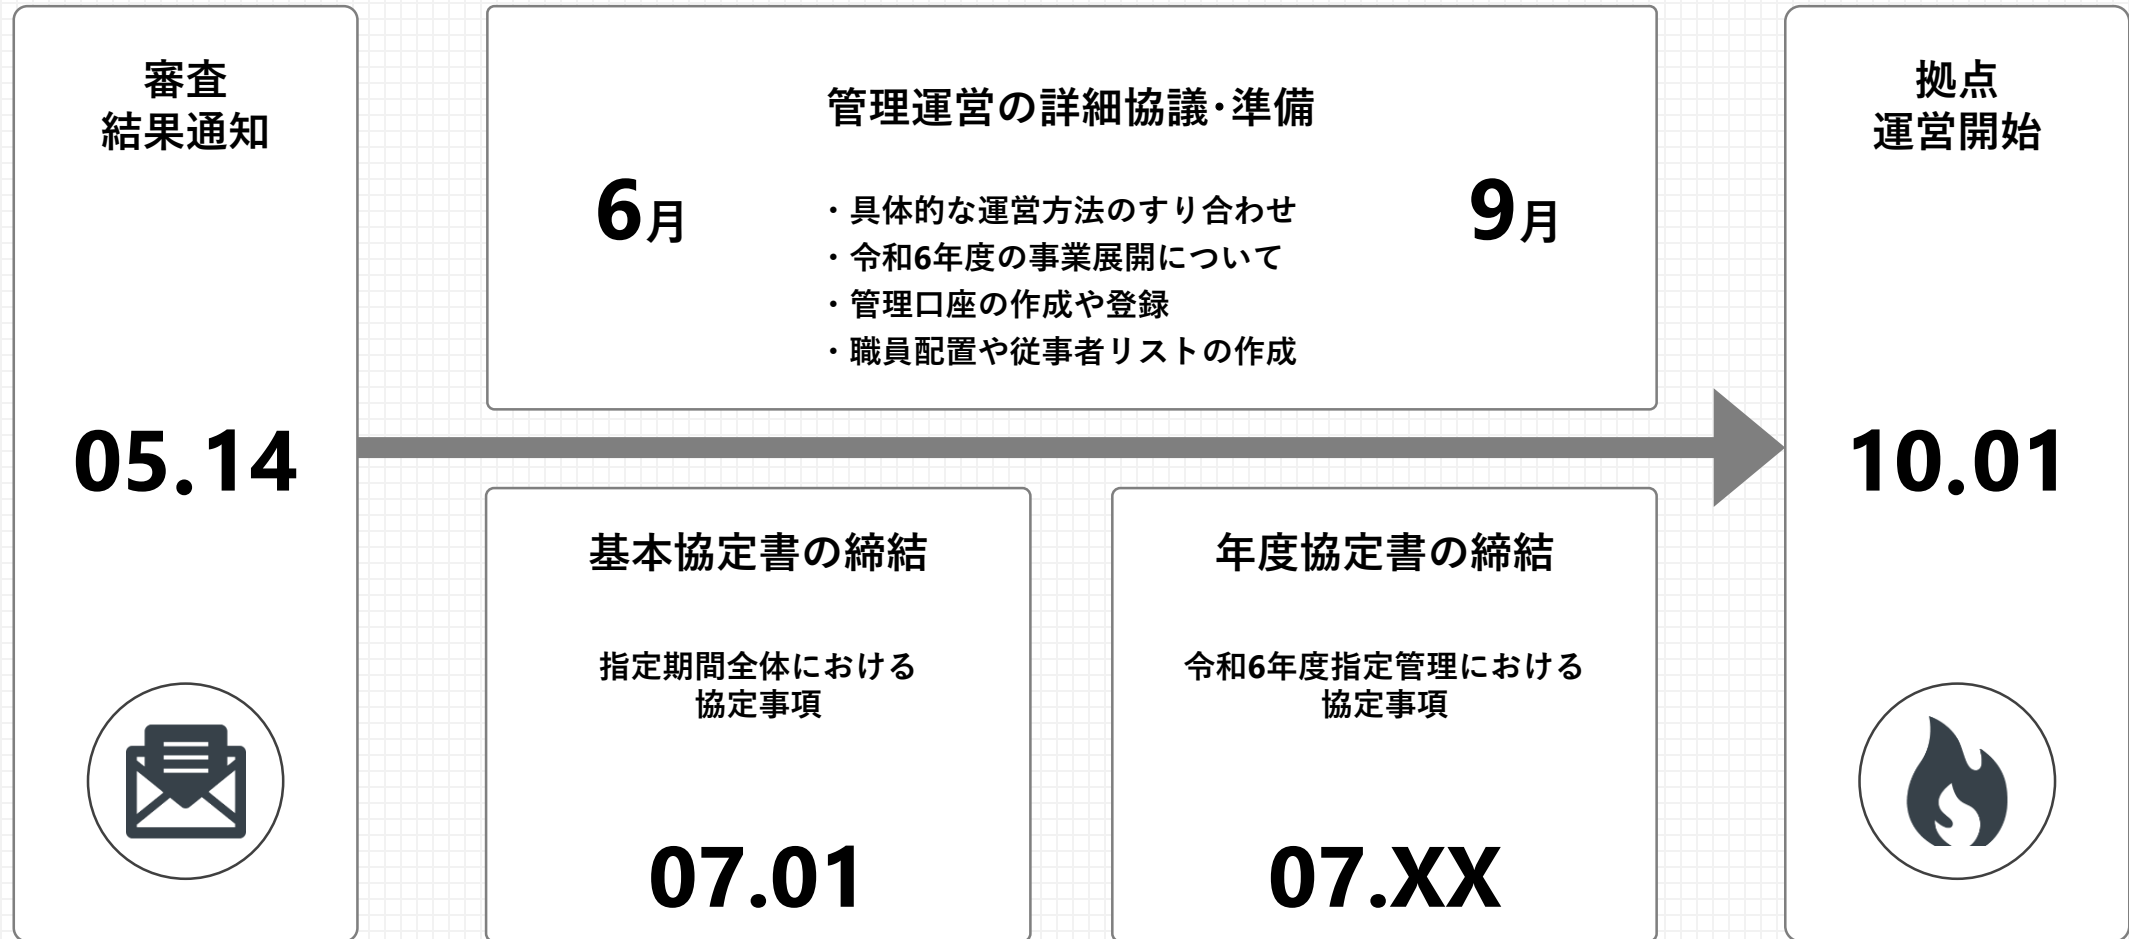 審査
結果通知
05.14
管理運営の詳細協議･準備
6月
・具体的な運営方法のすり合わせ
・令和6年度の事業展開について
・管理口座の作成や登録
・職員配置や従事者リストの作成
9月
基本協定書の締結
指定期間全体における
協定事項
07.01
年度協定書の締結
令和6年度指定管理における
協定事項
07.XX
拠点
運営開始
10.01